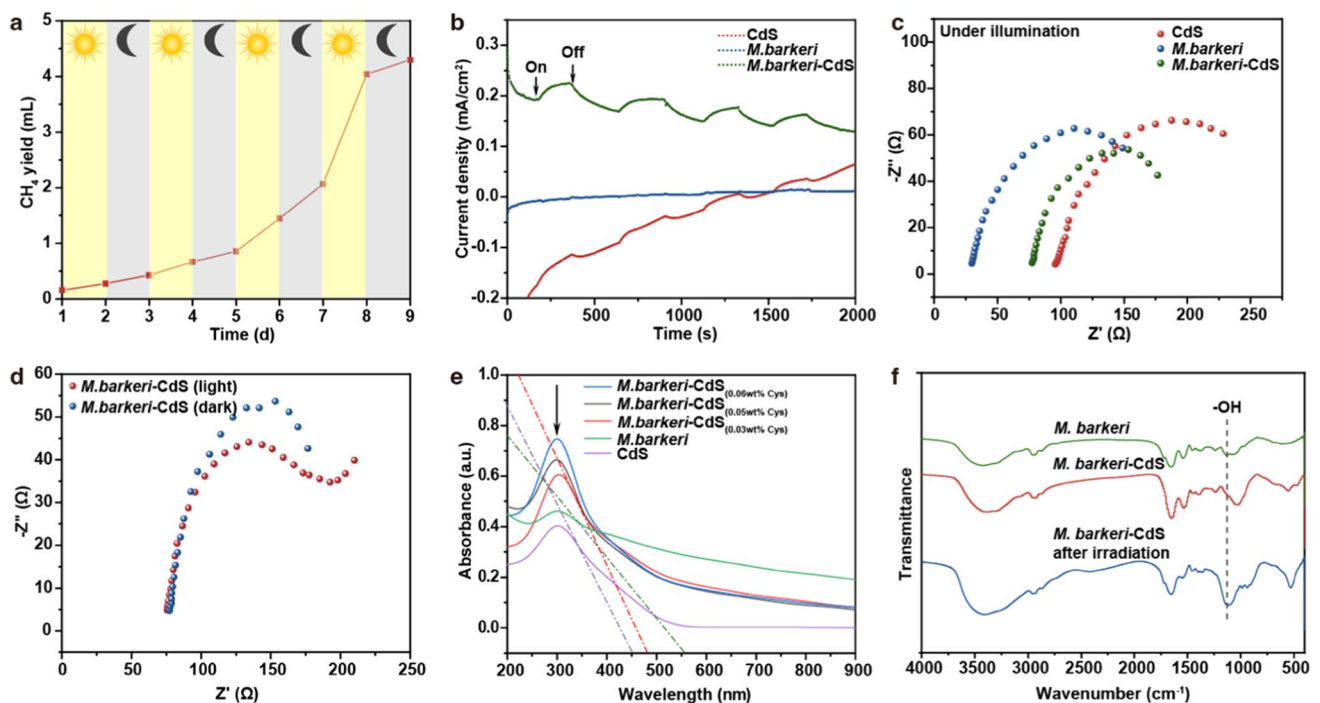 a
CH₄ yield (mL)
5
4
3
2
1
0
1 2 3 4 5 6 7 8 9
Time (d)
b
Current density (mA/cm²)
0.3
0.2
0.1
0.0
-0.1
-0.2
CdS
M.barkeri
M.barkeri-CdS
On
Off
0 500 1000 1500 2000
Time (s)
c
Under illumination
-Z'' (Ω)
100
80
60
40
20
0
CdS
M.barkeri
M.barkeri-CdS
0 50 100 150 200 250
Z' (Ω)
d
-Z'' (Ω)
60
50
40
30
20
10
0
M.barkeri-CdS (light)
M.barkeri-CdS (dark)
0 50 100 150 200 250
Z' (Ω)
e
Absorbance (a.u.)
1.0
0.8
0.6
0.4
0.2
0.0
M.barkeri-CdS(0.06wt% Cys)
M.barkeri-CdS(0.05wt% Cys)
M.barkeri-CdS(0.03wt% Cys)
M.barkeri
CdS
200 300 400 500 600 700 800 900
Wavelength (nm)
f
Transmittance
-OH
M. barkeri
M. barkeri-CdS
M. barkeri-CdS
after irradiation
4000 3500 3000 2500 2000 1500 1000 500
Wavenumber (cm⁻¹)